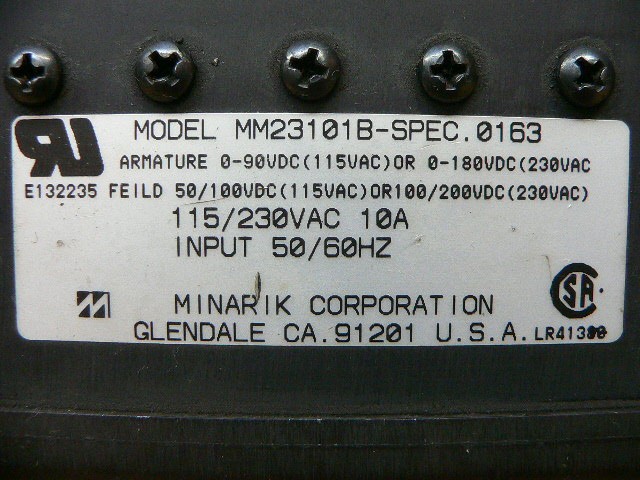 MODEL MM23101B-SPEC.0163
ARMATURE 0-90VDC(115VAC)OR 0-180VDC(230VAC
E132235 FEILD 50/100VDC(115VAC)OR100/200VDC(230VAC)
115/230VAC 10A
INPUT 50/60HZ
MINARIK CORPORATION
GLENDALE CA.91201 U.S.A.
SA